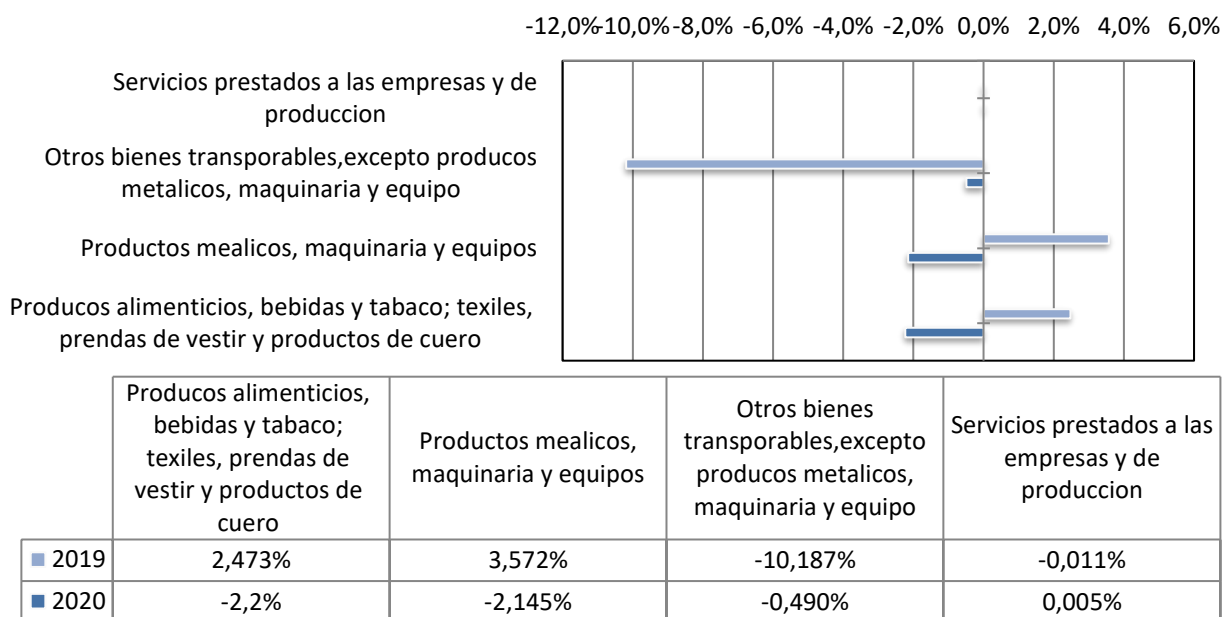 -12,0%-10,0%-8,0% -6,0% -4,0% -2,0% 0,0% 2,0% 4,0% 6,0%
Servicios prestados a las empresas y de
produccion
Otros bienes transporables,excepto producos
metalicos, maquinaria y equipo
Productos mealicos, maquinaria y equipos
Producos alimenticios, bebidas y tabaco; texiles,
prendas de vestir y productos de cuero
Producos alimenticios,
bebidas y tabaco;
texiles, prendas de
vestir y productos de
cuero
Productos mealicos,
maquinaria y equipos
Otros bienes
transporables,excepto
producos metalicos,
maquinaria y equipo
Servicios prestados a las
empresas y de
produccion
2019 2,473% 3,572% -10,187% -0,011%
2020 -2,2% -2,145% -0,490% 0,005%